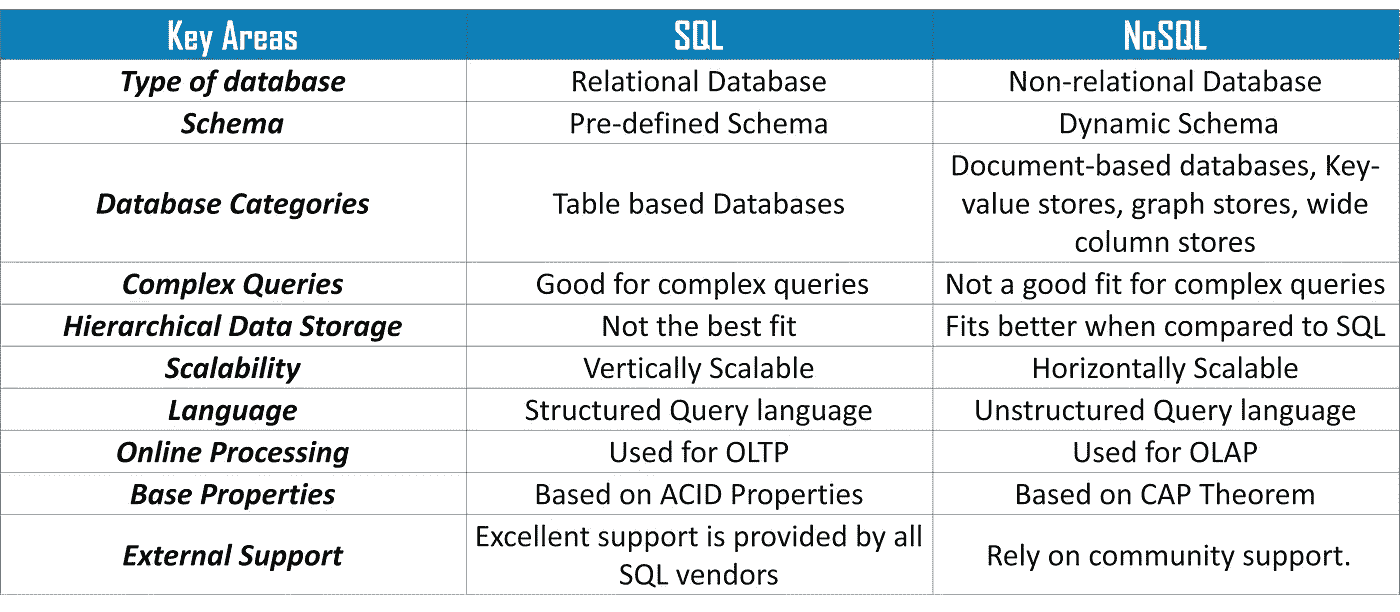 Key Areas SQL NoSQL
Type of database Relational Database Non-relational Database
Schema Pre-defined Schema Dynamic Schema
Database Categories Table based Databases Document-based databases, Key-
value stores, graph stores, wide
column stores
Complex Queries Good for complex queries Not a good fit for complex queries
Hierarchical Data Storage Not the best fit Fits better when compared to SQL
Scalability Vertically Scalable Horizontally Scalable
Language Structured Query language Unstructured Query language
Online Processing Used for OLTP Used for OLAP
Base Properties Based on ACID Properties Based on CAP Theorem
External Support Excellent support is provided by all
SQL vendors Rely on community support.